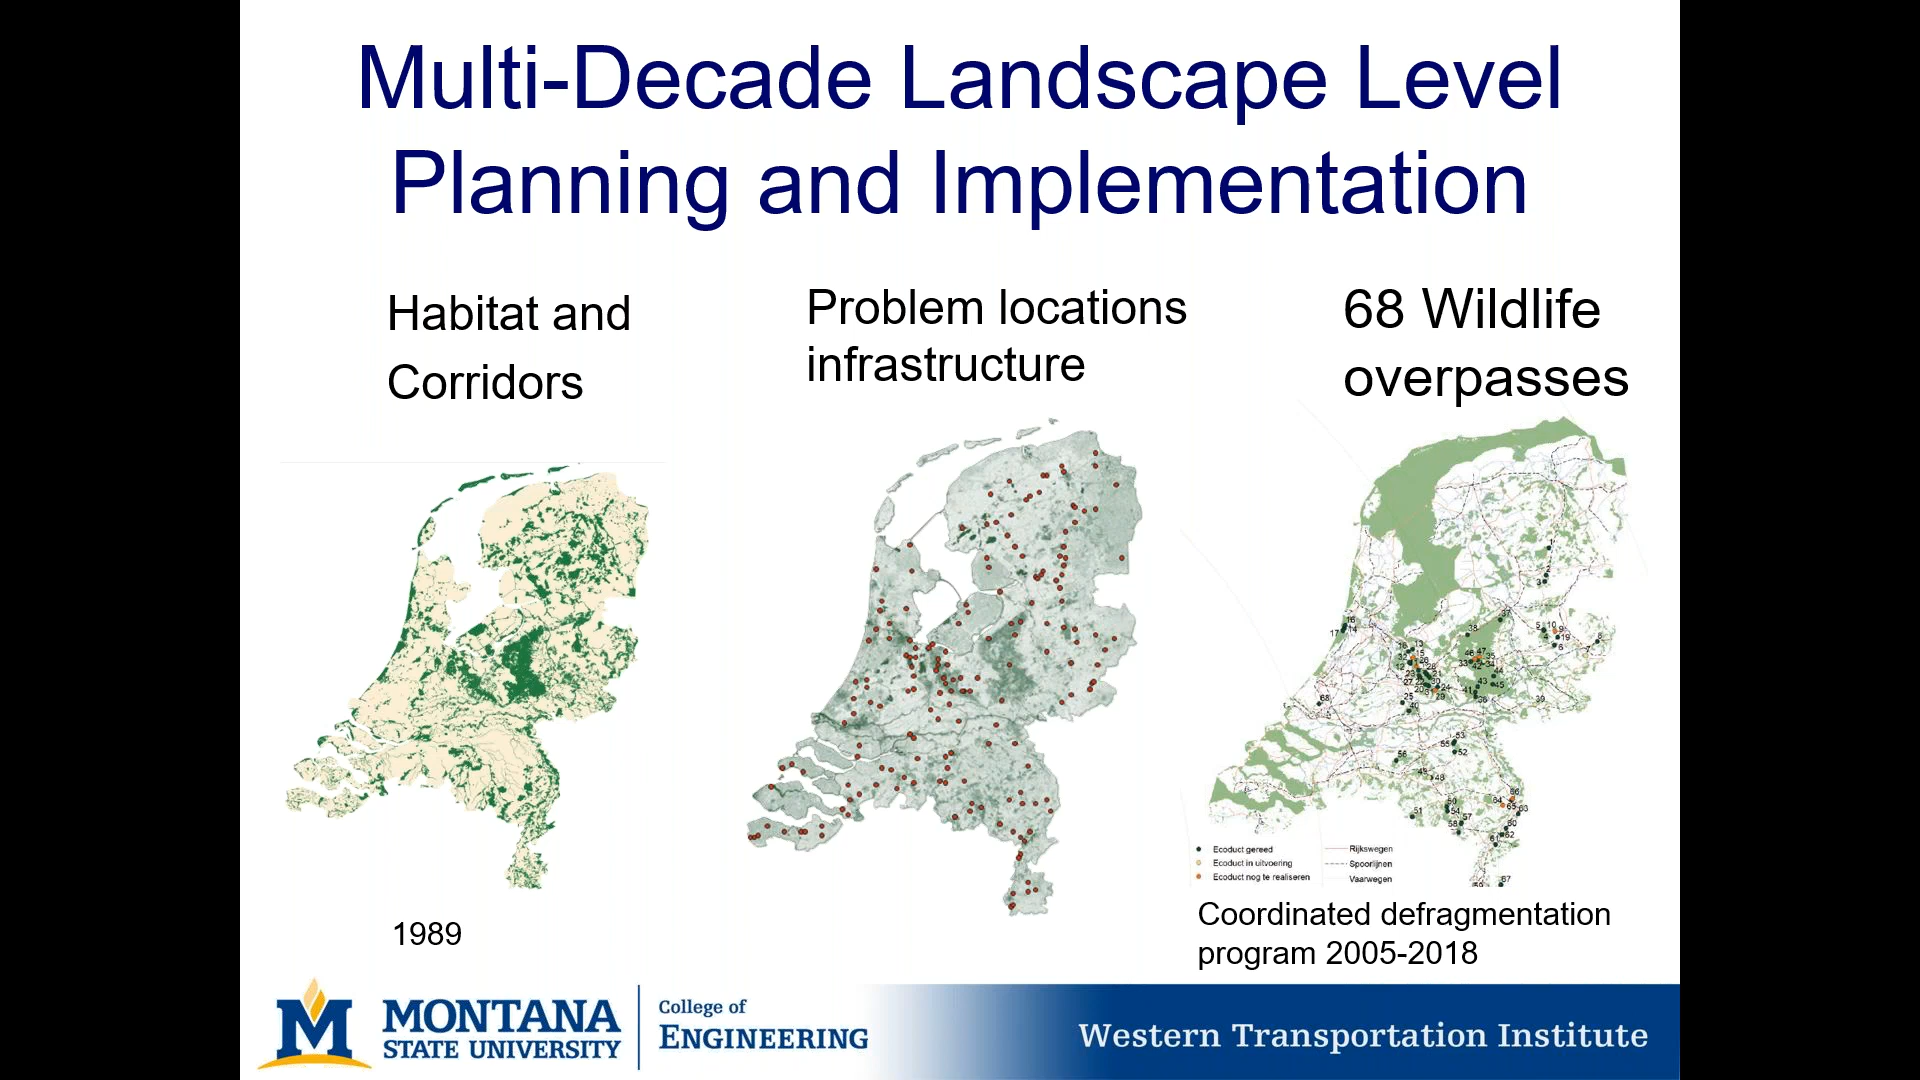 Multi-Decade Landscape Level
Planning and Implementation
Habitat and
Corridors
Problem locations
infrastructure
68 Wildlife
overpasses
Ecoduct gereed
Ecoduct in uitvoering
Ecoduct nog te realiseren
Rijkswegen
Spoorlijnen
Vaarwegen
1989
Coordinated defragmentation
program 2005-2018
M
MONTANA
STATE UNIVERSITY
College of
ENGINEERING
Western Transportation Institute